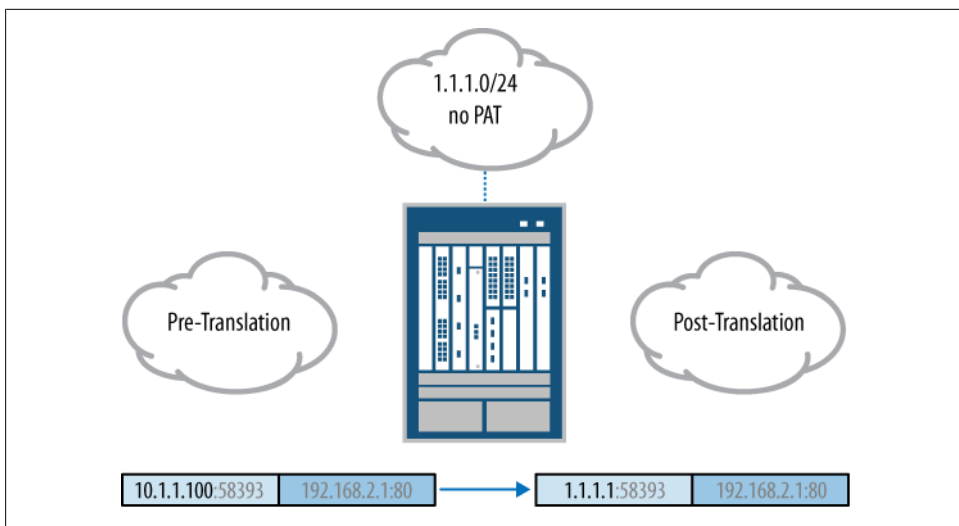 1.1.1.0/24
no PAT
Pre-Translation
Post-Translation
10.1.1.100:58393 192.168.2.1:80
1.1.1.1:58393 192.168.2.1:80